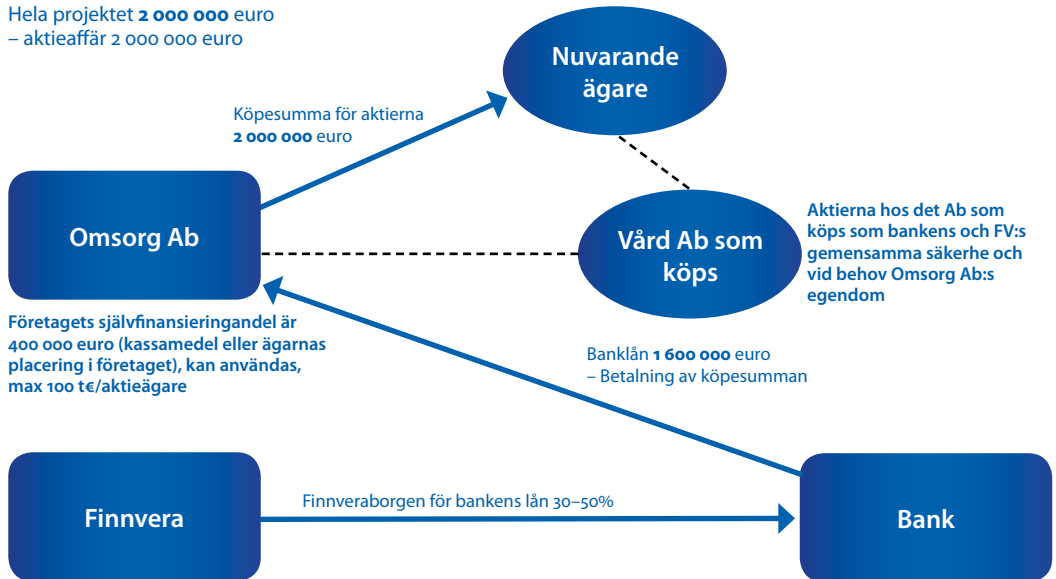 Hela projektet 2 000 000 euro
– aktieaffär 2 000 000 euro
Nuvarande
ägare
Köpesumma för aktierna
2 000 000 euro
Omsorg Ab
Vård Ab som
köps
Aktierna hos det Ab som
köps som bankens och FV:s
gemensamma säkerhe och
vid behov Omsorg Ab:s
egendom
Företagets självfinansieringandel är
400 000 euro (kassamedel eller ägarnas
placering i företaget), kan användas,
max 100 t€/aktieägare
Banklån 1 600 000 euro
– Betalning av köpesumman
Finnvera
Finnveraborgen för bankens lån 30–50%
Bank